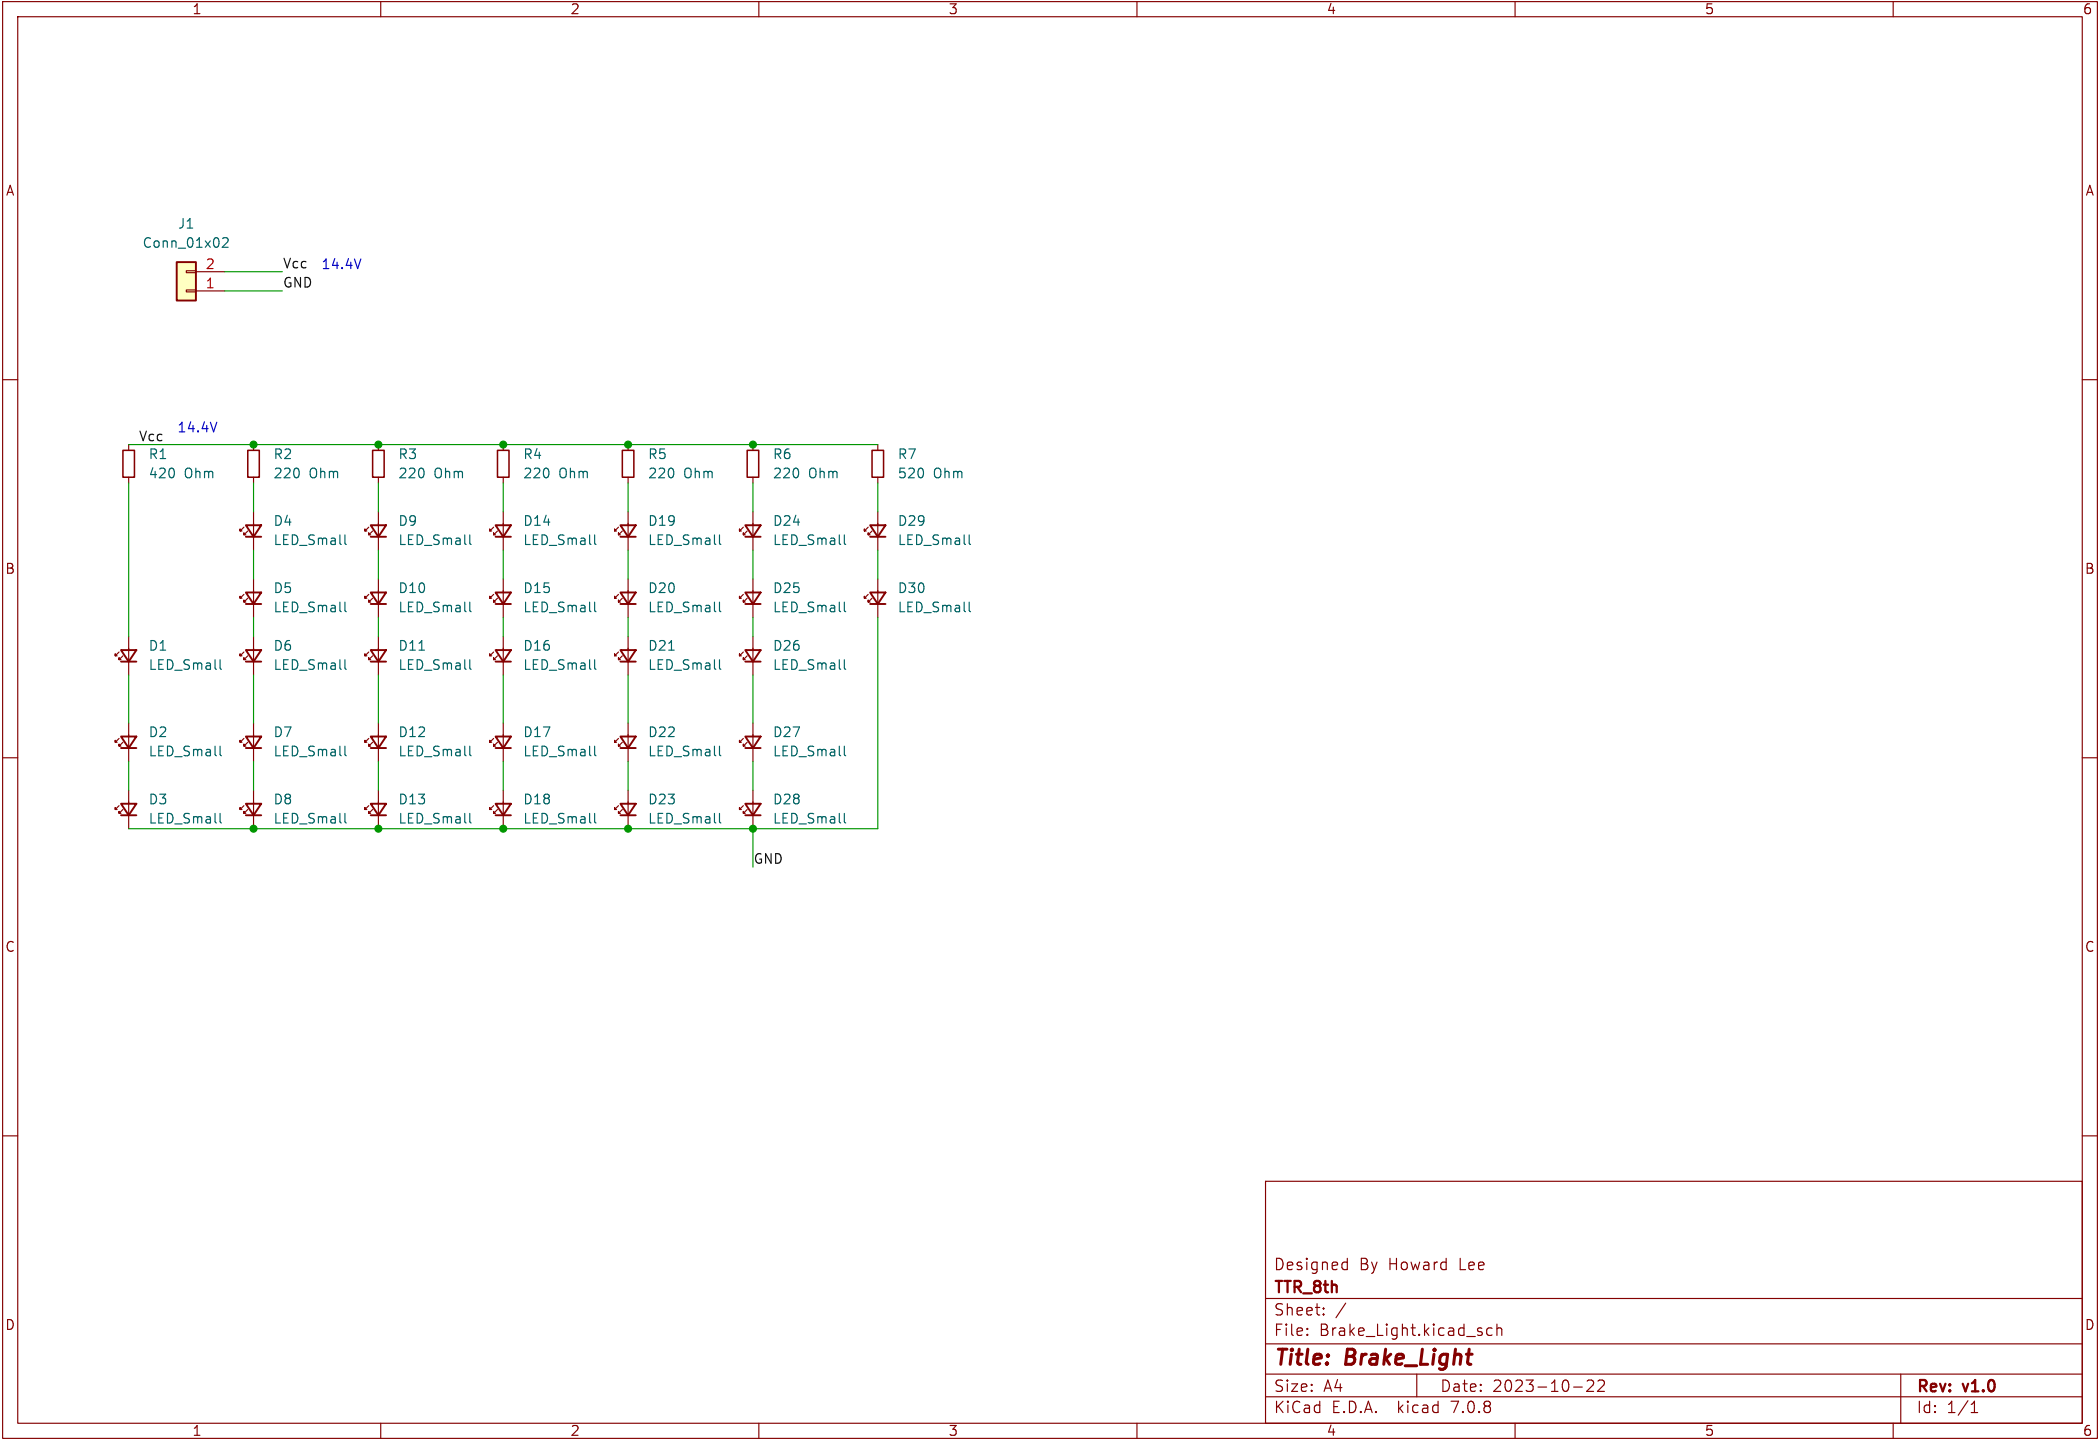 1 2 3 4 5 6
A A
J1
Conn_01x02
2 Vcc 14.4V
1 GND
Vcc 14.4V
R1 R2 R3 R4 R5 R6 R7
420 Ohm 220 Ohm 220 Ohm 220 Ohm 220 Ohm 220 Ohm 520 Ohm
D4 D9 D14 D19 D24 D29
LED_Small LED_Small LED_Small LED_Small LED_Small LED_Small
B B
D5 D10 D15 D20 D25 D30
LED_Small LED_Small LED_Small LED_Small LED_Small LED_Small
D1 D6 D11 D16 D21 D26
LED_Small LED_Small LED_Small LED_Small LED_Small LED_Small
D2 D7 D12 D17 D22 D27
LED_Small LED_Small LED_Small LED_Small LED_Small LED_Small
D3 D8 D13 D18 D23 D28
LED_Small LED_Small LED_Small LED_Small LED_Small LED_Small
GND
C C
Designed By Howard Lee
TTR_8th
Sheet: /
D D
File: Brake_Light.kicad_sch
Title: Brake_Light
Size: A4 Date: 2023-10-22 Rev: v1.0
KiCad E.D.A. kicad 7.0.8 Id: 1/1
1 2 3 4 5 6